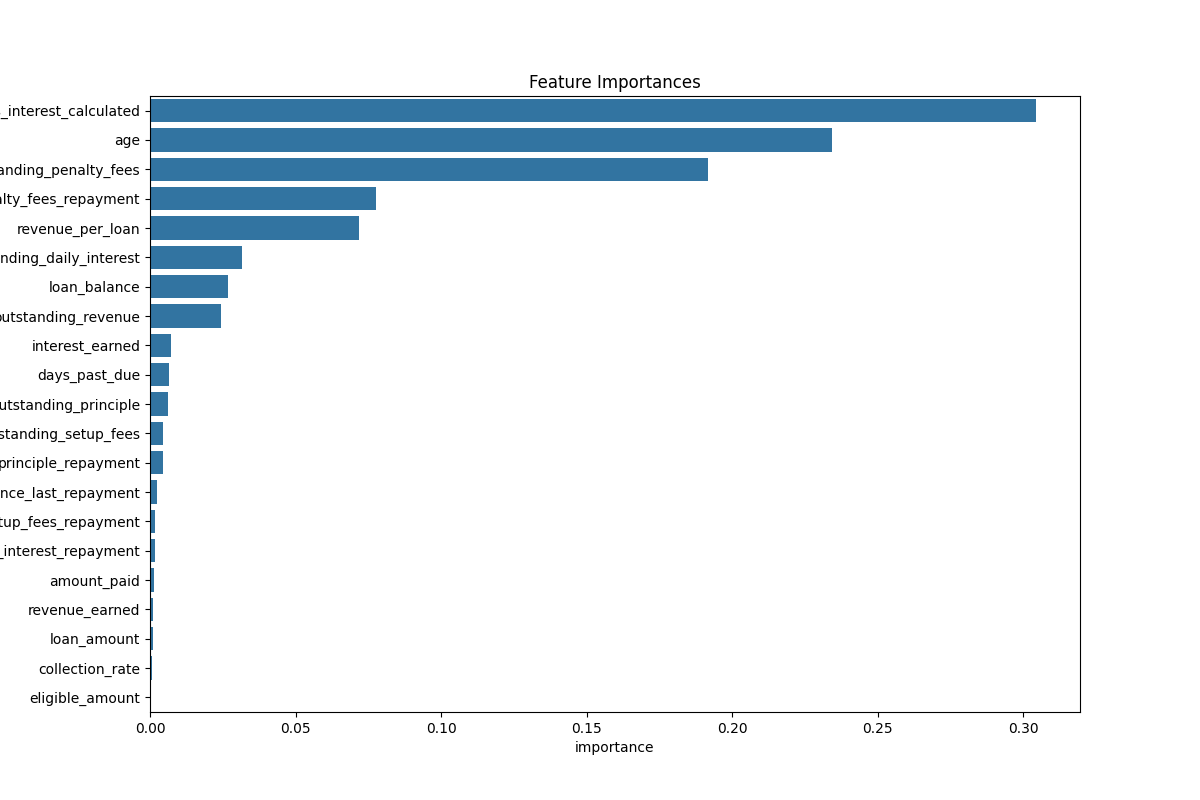 Feature Importances
_interest_calculated
age
anding_penalty_fees
alty_fees_repayment
revenue_per_loan
nding_daily_interest
loan_balance
outstanding_revenue
interest_earned
days_past_due
utstanding_principle
standing_setup_fees
principle_repayment
nce_last_repayment
tup_fees_repayment
_interest_repayment
amount_paid
revenue_earned
loan_amount
collection_rate
eligible_amount
0.00 0.05 0.10 0.15 0.20 0.25 0.30
importance